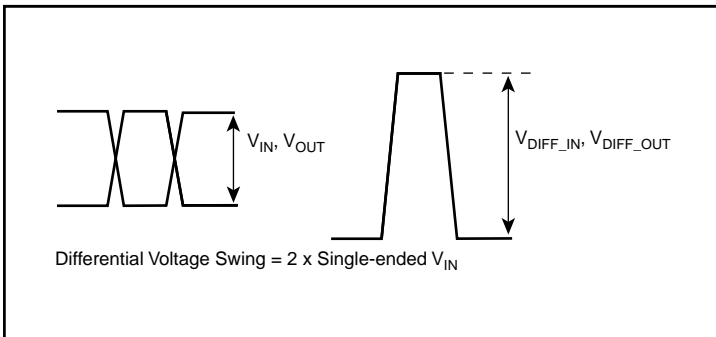 V_IN, V_OUT
V_DIFF_IN, V_DIFF_OUT
Differential Voltage Swing = 2 x Single-ended V_IN